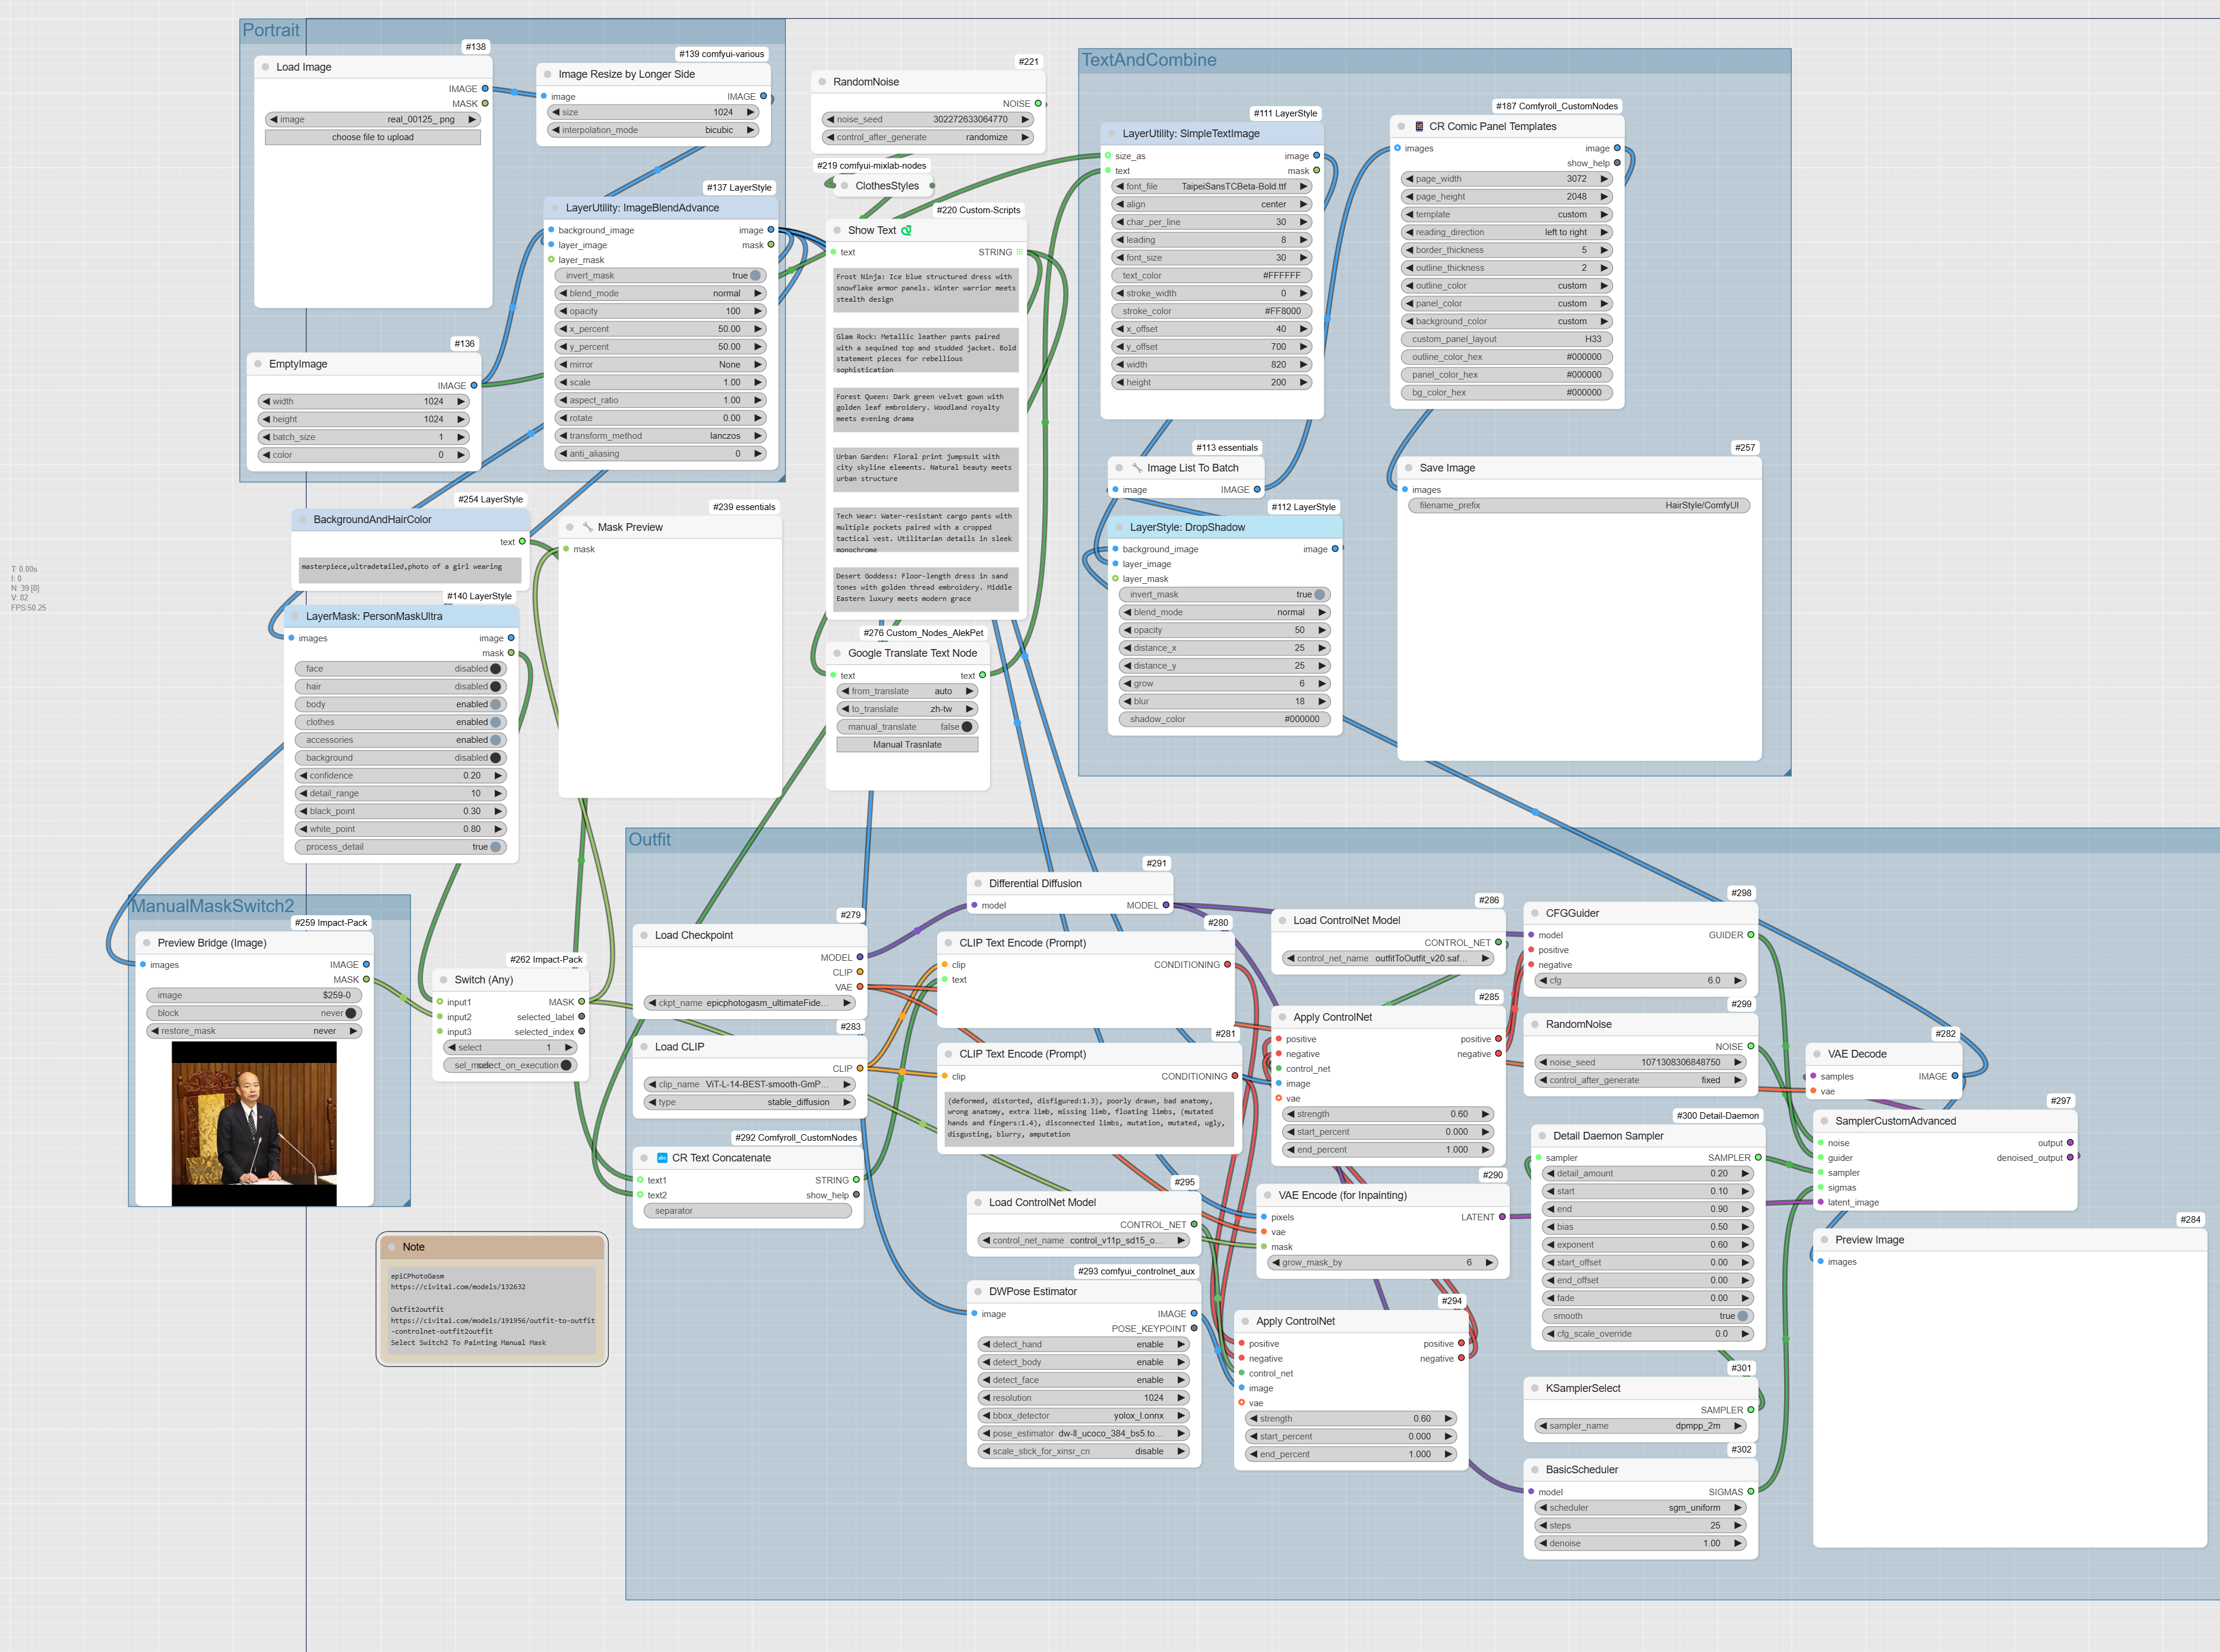 Portrait
#138
Load Image
IMAGE
MASK
image real_00125_.png
choose file to upload
#139 comfyui-various
Image Resize by Longer Side
image IMAGE
size 1024
interpolation_mode bicubic
#137 LayerStyle
LayerUtility: ImageBlendAdvance
background_image image
layer_image mask
layer_mask
invert_mask true
blend_mode normal
opacity 100
x_percent 50.00
y_percent 50.00
mirror None
scale 1.00
aspect_ratio 1.00
rotate 0.00
transform_method lanczos
anti_aliasing 0
#136
EmptyImage
IMAGE
width 1024
height 1024
batch_size 1
color 0
#221
RandomNoise
NOISE
noise_seed 302272633064770
control_after_generate randomize
#219 comfyui-mixlab-nodes
ClothesStyles
#220 Custom-Scripts
Show Text
text STRING
Frost Ninja: Ice blue structured dress with
snowflake armor panels. Winter warrior meets
stealth design
Glam Rock: Metallic leather pants paired
with a sequined top and studded jacket. Bold
statement pieces for rebellious
sophistication
Forest Queen: Dark green velvet gown with
golden leaf embroidery. Woodland royalty
meets evening drama
Urban Garden: Floral print jumpsuit with
city skyline elements. Natural beauty meets
urban structure
Tech Wear: Water-resistant cargo pants with
multiple pockets paired with a cropped
tactical vest. Utilitarian details in sleek
monochrome
Desert Goddess: Floor-length dress in sand
tones with golden thread embroidery. Middle
Eastern luxury meets modern grace
#276 Custom_Nodes_AlekPet
Google Translate Text Node
text text
from_translate auto
to_translate zh-tw
manual_translate false
Manual Trasnlate
TextAndCombine
#111 LayerStyle
LayerUtility: SimpleTextImage
size_as image
text mask
font_file TaipeiSansTCBeta-Bold.ttf
align center
char_per_line 30
leading 8
font_size 30
text_color #FFFFFF
stroke_width 0
stroke_color #FF8000
x_offset 40
y_offset 700
width 820
height 200
#187 Comfyroll_CustomNodes
CR Comic Panel Templates
images image
show_help
page_width 3072
page_height 2048
template custom
reading_direction left to right
border_thickness 5
outline_thickness 2
outline_color custom
panel_color custom
background_color custom
custom_panel_layout H33
outline_color_hex #000000
panel_color_hex #000000
bg_color_hex #000000
#113 essentials
Image List To Batch
image IMAGE
#112 LayerStyle
LayerStyle: DropShadow
background_image image
layer_image
layer_mask
invert_mask true
blend_mode normal
opacity 50
distance_x 25
distance_y 25
grow 6
blur 18
shadow_color #000000
#257
Save Image
images
filename_prefix HairStyle/ComfyUI
#254 LayerStyle
BackgroundAndHairColor
text
masterpiece,ultradetailed,photo of a girl wearing
#239 essentials
Mask Preview
mask
T: 0.00s
I: 0
N: 39 [8]
V: 82
FPS:50.25
#140 LayerStyle
LayerMask: PersonMaskUltra
images image
mask
face disabled
hair disabled
body enabled
clothes enabled
accessories enabled
background disabled
confidence 0.20
detail_range 10
black_point 0.30
white_point 0.80
process_detail true
ManualMaskSwitch2
#259 Impact-Pack
Preview Bridge (Image)
images IMAGE
MASK
image $259-0
block never
restore_mask never
#262 Impact-Pack
Switch (Any)
input1 MASK
input2 selected_label
input3 selected_index
select 1
select_on_execution
Note
epiCPhotoGasm
https://civitai.com/models/132632
Outfit2outfit
https://civitai.com/models/191956/outfit-to-outfit
-controlnet-outfit2outfit
Select Switch2 To Painting Manual Mask
Outfit
#279
Load Checkpoint
MODEL
CLIP
VAE
ckpt_name epicphotogasm_ultimateFide...
#283
Load CLIP
CLIP
clip_name ViT-L-14-BEST-smooth-GmP...
type stable_diffusion
#292 Comfyroll_CustomNodes
CR Text Concatenate
text1 STRING
text2 show_help
separator
#291
Differential Diffusion
model MODEL
#280
CLIP Text Encode (Prompt)
clip CONDITIONING
text
#281
CLIP Text Encode (Prompt)
clip CONDITIONING
(deformed, distorted, disfigured:1.3), poorly drawn, bad anatomy,
wrong anatomy, extra limb, missing limb, floating limbs, (mutated
hands and fingers:1.4), disconnected limbs, mutation, mutated, ugly,
disgusting, blurry, amputation
#295
Load ControlNet Model
CONTROL_NET
control_net_name control_v11p_sd15_o...
#293 comfyui_controlnet_aux
DWPose Estimator
image IMAGE
POSE_KEYPOINT
detect_hand enable
detect_body enable
detect_face enable
resolution 1024
bbox_detector yolox_l.onnx
pose_estimator dw-ll_ucoco_384_bs5.to...
scale_stick_for_xinsr_cn disable
#286
Load ControlNet Model
CONTROL_NET
control_net_name outfitToOutfit_v20.saf...
#285
Apply ControlNet
positive positive
negative negative
control_net
image
vae
strength 0.60
start_percent 0.000
end_percent 1.000
#290
VAE Encode (for Inpainting)
pixels LATENT
vae
mask
grow_mask_by 6
#294
Apply ControlNet
positive positive
negative negative
control_net
image
vae
strength 0.60
start_percent 0.000
end_percent 1.000
#298
CFGGuider
model GUIDER
positive
negative
cfg 6.0
#299
RandomNoise
NOISE
noise_seed 1071308306848750
control_after_generate fixed
#300 Detail-Daemon
Detail Daemon Sampler
sampler SAMPLER
detail_amount 0.20
start 0.10
end 0.90
bias 0.50
exponent 0.60
start_offset 0.00
end_offset 0.00
fade 0.00
smooth true
cfg_scale_override 0.0
#301
KSamplerSelect
SAMPLER
sampler_name dpmpp_2m
#302
BasicScheduler
model SIGMAS
scheduler sgm_uniform
steps 25
denoise 1.00
#282
VAE Decode
samples IMAGE
vae
#297
SamplerCustomAdvanced
noise output
guider denoised_output
sampler
sigmas
latent_image
#284
Preview Image
images